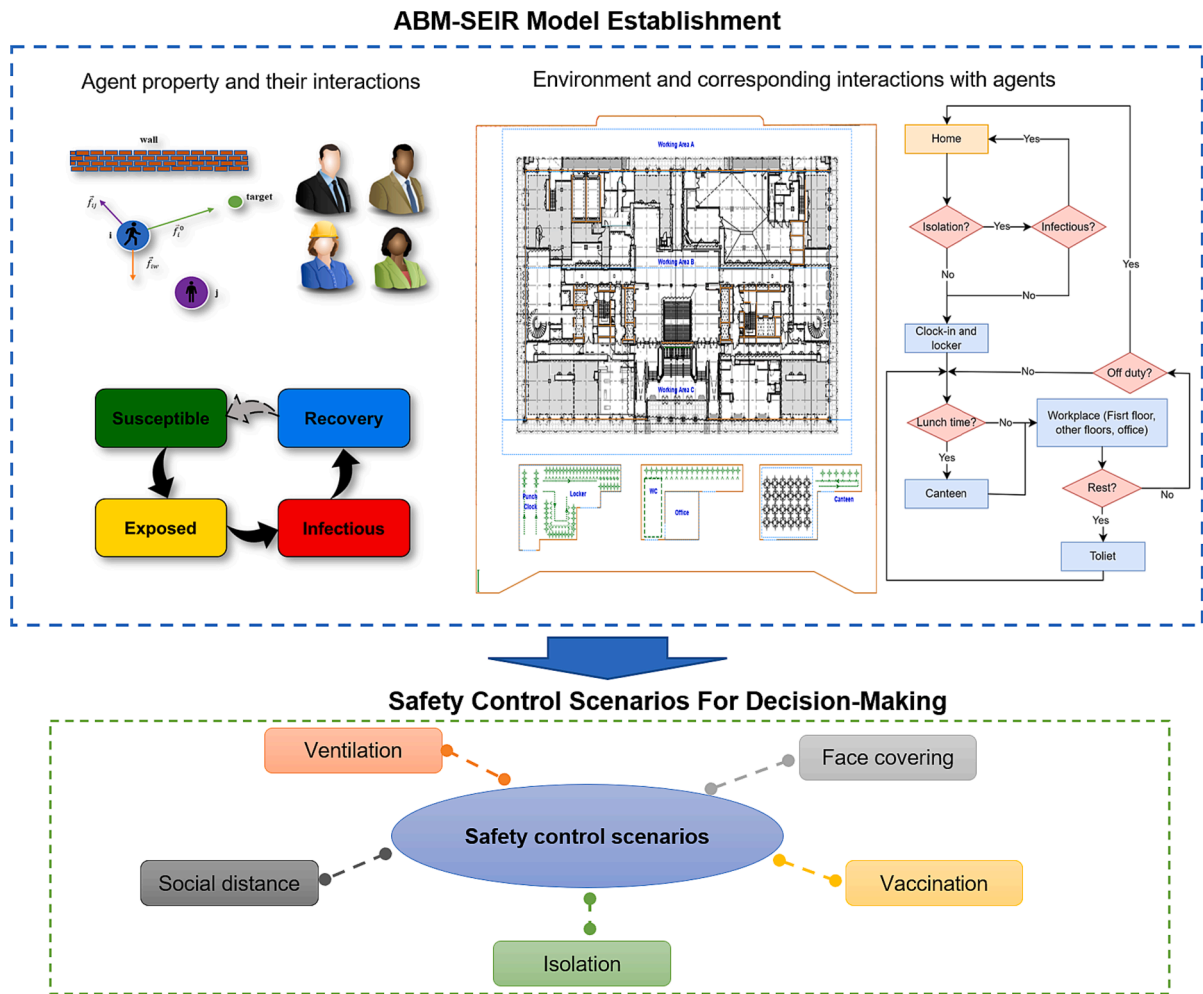 ABM-SEIR Model Establishment
Agent property and their interactions
Environment and corresponding interactions with agents
wall
target
f⃗ij
i
f⃗i0
f⃗iw
j
Susceptible
Recovery
Exposed
Infectious
Working Area A
Working Area B
Working Area C
Punch
Clock
Locker
WC
Office
Canteen
Home
Yes
Isolation?
Yes
Infectious?
No
No
Yes
Clock-in and
locker
No
Off duty?
Lunch time?
No
Workplace (Fisrt floor,
other floors, office)
Yes
Canteen
Rest?
No
Yes
Toliet
Safety Control Scenarios For Decision-Making
Ventilation
Face covering
Safety control scenarios
Social distance
Vaccination
Isolation